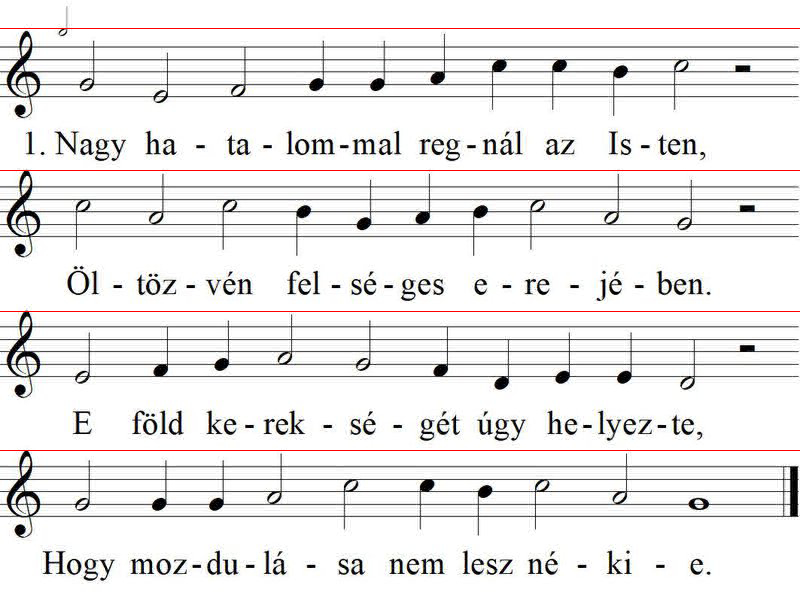 1. Nagy ha - ta - lom - mal reg - nál az Is - ten,
Öl - töz - vén fel - sé - ges e - re - jé - ben.
E föld ke - rek - sé - gét úgy he - lyez - te,
Hogy moz - du - lá - sa nem lesz né - ki - e.